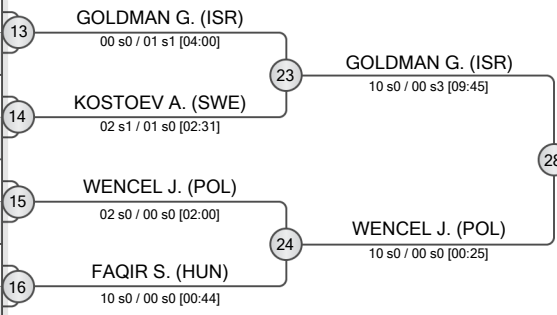 13
GOLDMAN G. (ISR)
00 s0 / 01 s1 [04:00]
23
GOLDMAN G. (ISR)
10 s0 / 00 s3 [09:45]
14
KOSTOEV A. (SWE)
02 s1 / 01 s0 [02:31]
28
15
WENCEL J. (POL)
02 s0 / 00 s0 [02:00]
24
WENCEL J. (POL)
10 s0 / 00 s0 [00:25]
16
FAQIR S. (HUN)
10 s0 / 00 s0 [00:44]